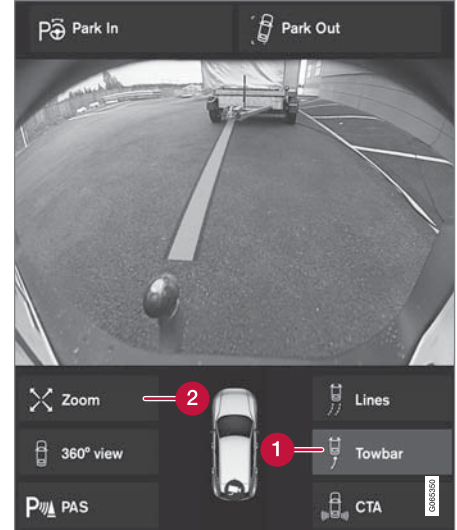 Park In
Park Out
2
Zoom
Lines
1
360° view
Towbar
PAS
CTA
G065350